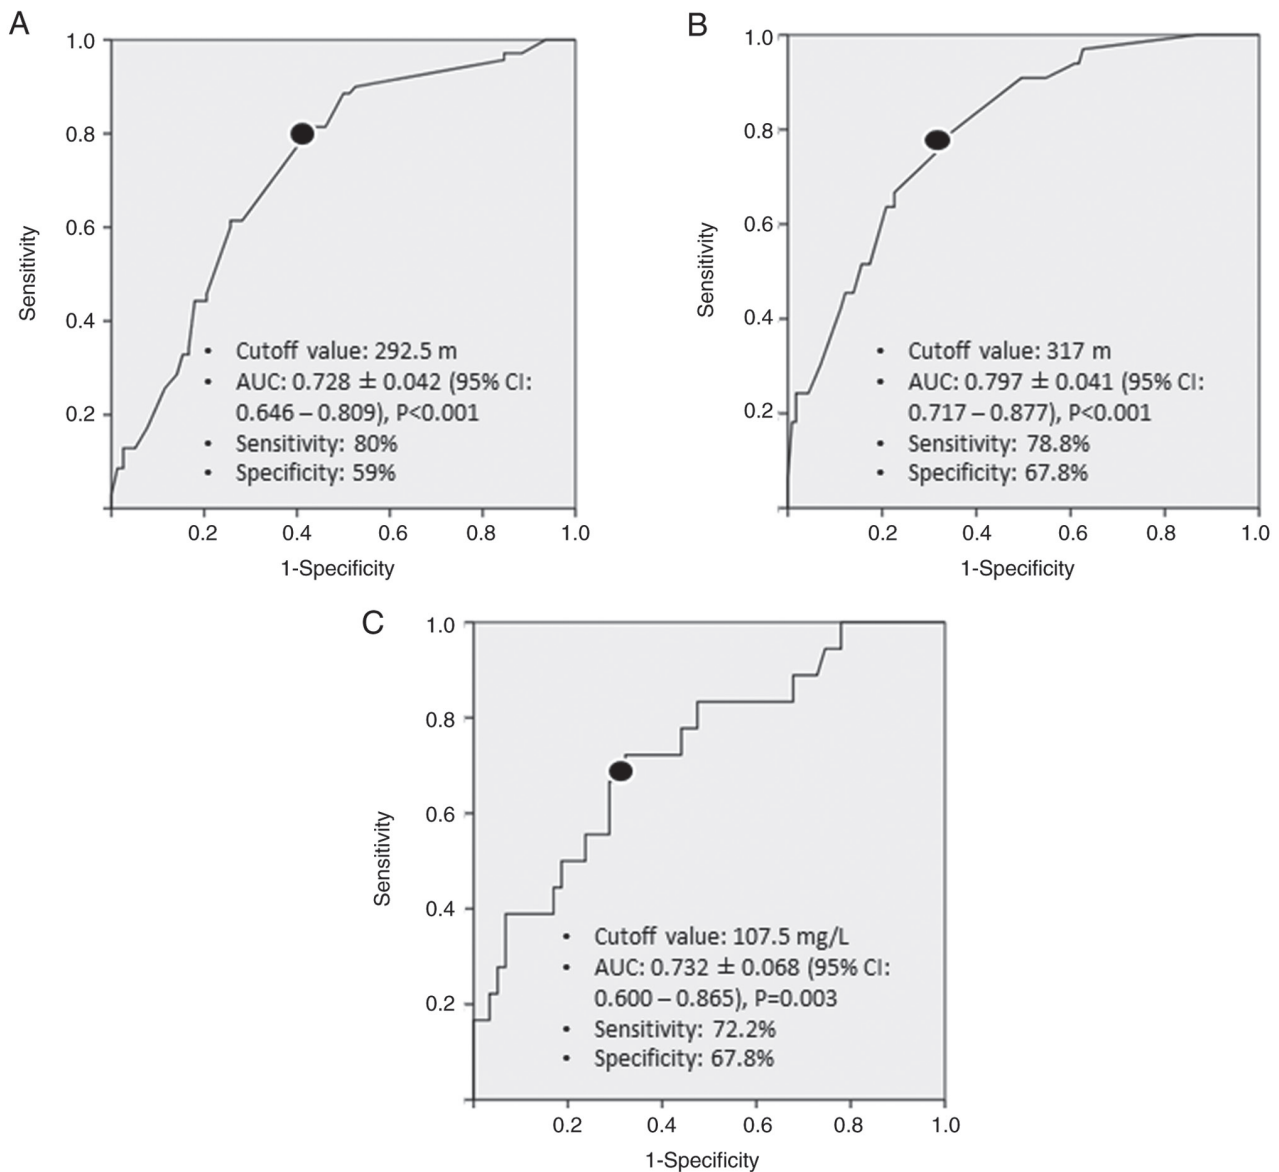 A
1.0
0.8
0.6
0.4
0.2
Sensitivity
• Cutoff value: 292.5 m
• AUC: 0.728 ± 0.042 (95% CI:
0.646 – 0.809), P<0.001
• Sensitivity: 80%
• Specificity: 59%
0.2 0.4 0.6 0.8 1.0
1-Specificity
B
1.0
0.8
0.6
0.4
0.2
Sensitivity
• Cutoff value: 317 m
• AUC: 0.797 ± 0.041 (95% CI:
0.717 – 0.877), P<0.001
• Sensitivity: 78.8%
• Specificity: 67.8%
0.2 0.4 0.6 0.8 1.0
1-Specificity
C
1.0
0.8
0.6
0.4
0.2
Sensitivity
• Cutoff value: 107.5 mg/L
• AUC: 0.732 ± 0.068 (95% CI:
0.600 – 0.865), P=0.003
• Sensitivity: 72.2%
• Specificity: 67.8%
0.2 0.4 0.6 0.8 1.0
1-Specificity